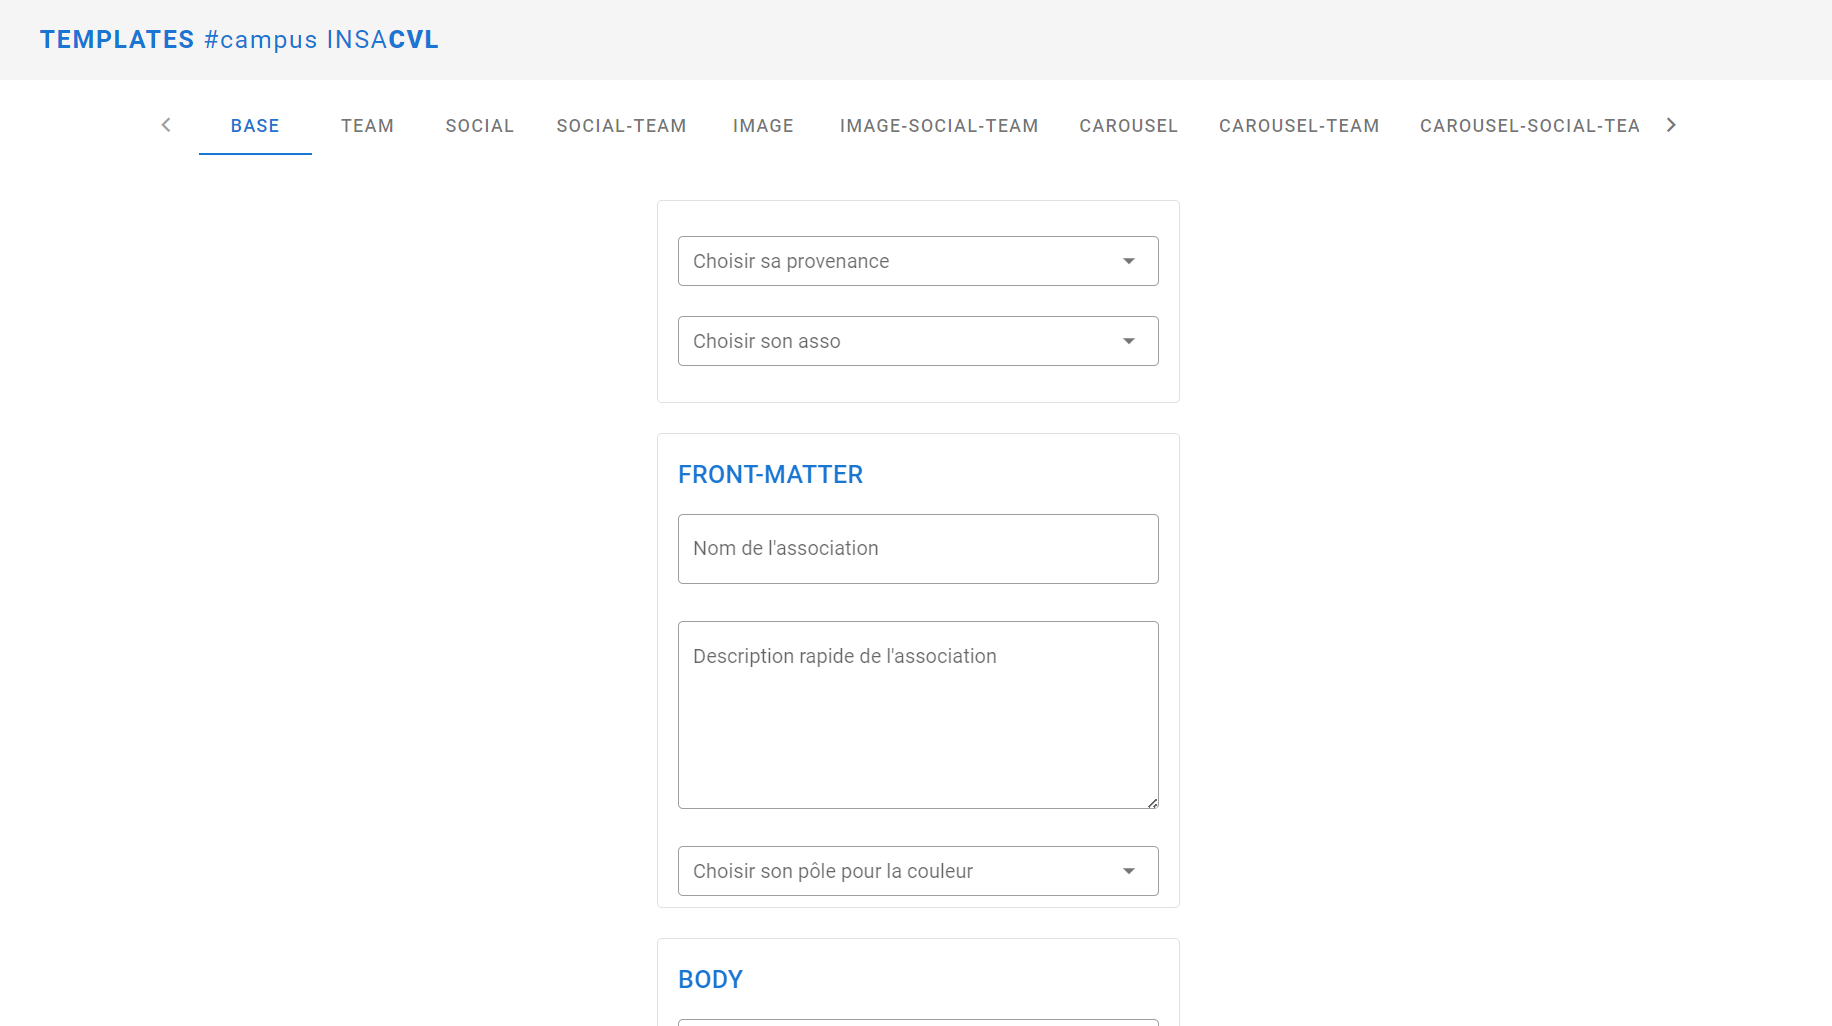 TEMPLATES #campus INSACVL
BASE TEAM SOCIAL SOCIAL-TEAM IMAGE IMAGE-SOCIAL-TEAM CAROUSEL CAROUSEL-TEAM CAROUSEL-SOCIAL-TEA
Choisir sa provenance
Choisir son asso
FRONT-MATTER
Nom de l'association
Description rapide de l'association
Choisir son pôle pour la couleur
BODY